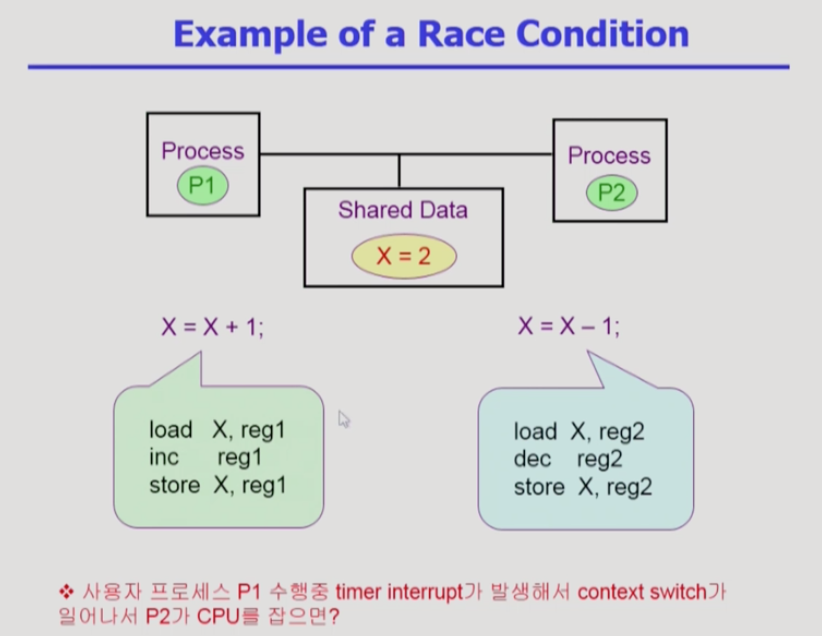 Example of a Race Condition
Process
P1
Process
P2
Shared Data
X = 2
X = X + 1;
X = X – 1;
load X, reg1
inc reg1
store X, reg1
load X, reg2
dec reg2
store X, reg2
❖ 사용자 프로세스 P1 수행중 timer interrupt가 발생해서 context switch가
일어나서 P2가 CPU를 잡으면?